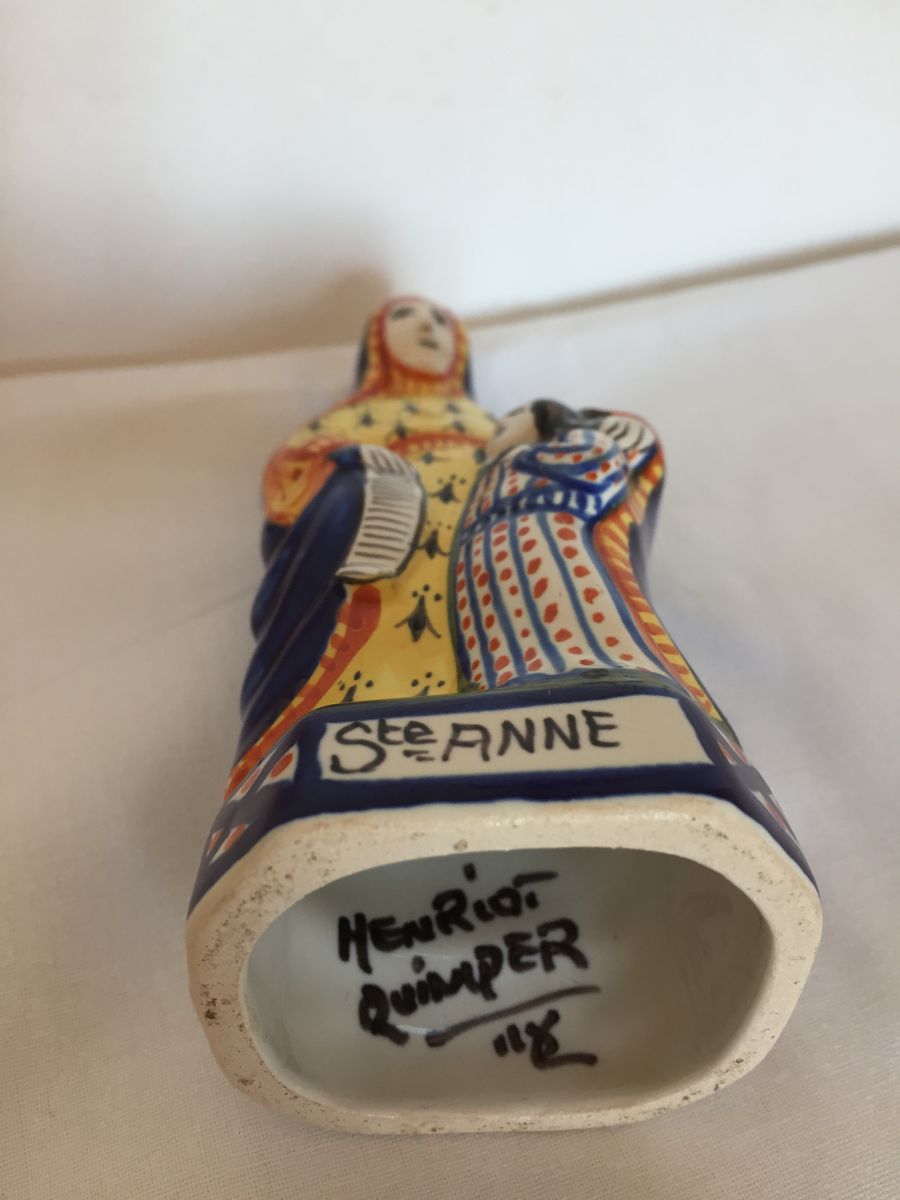 Ste ANNE
HENRIOT
QUIMPER
118